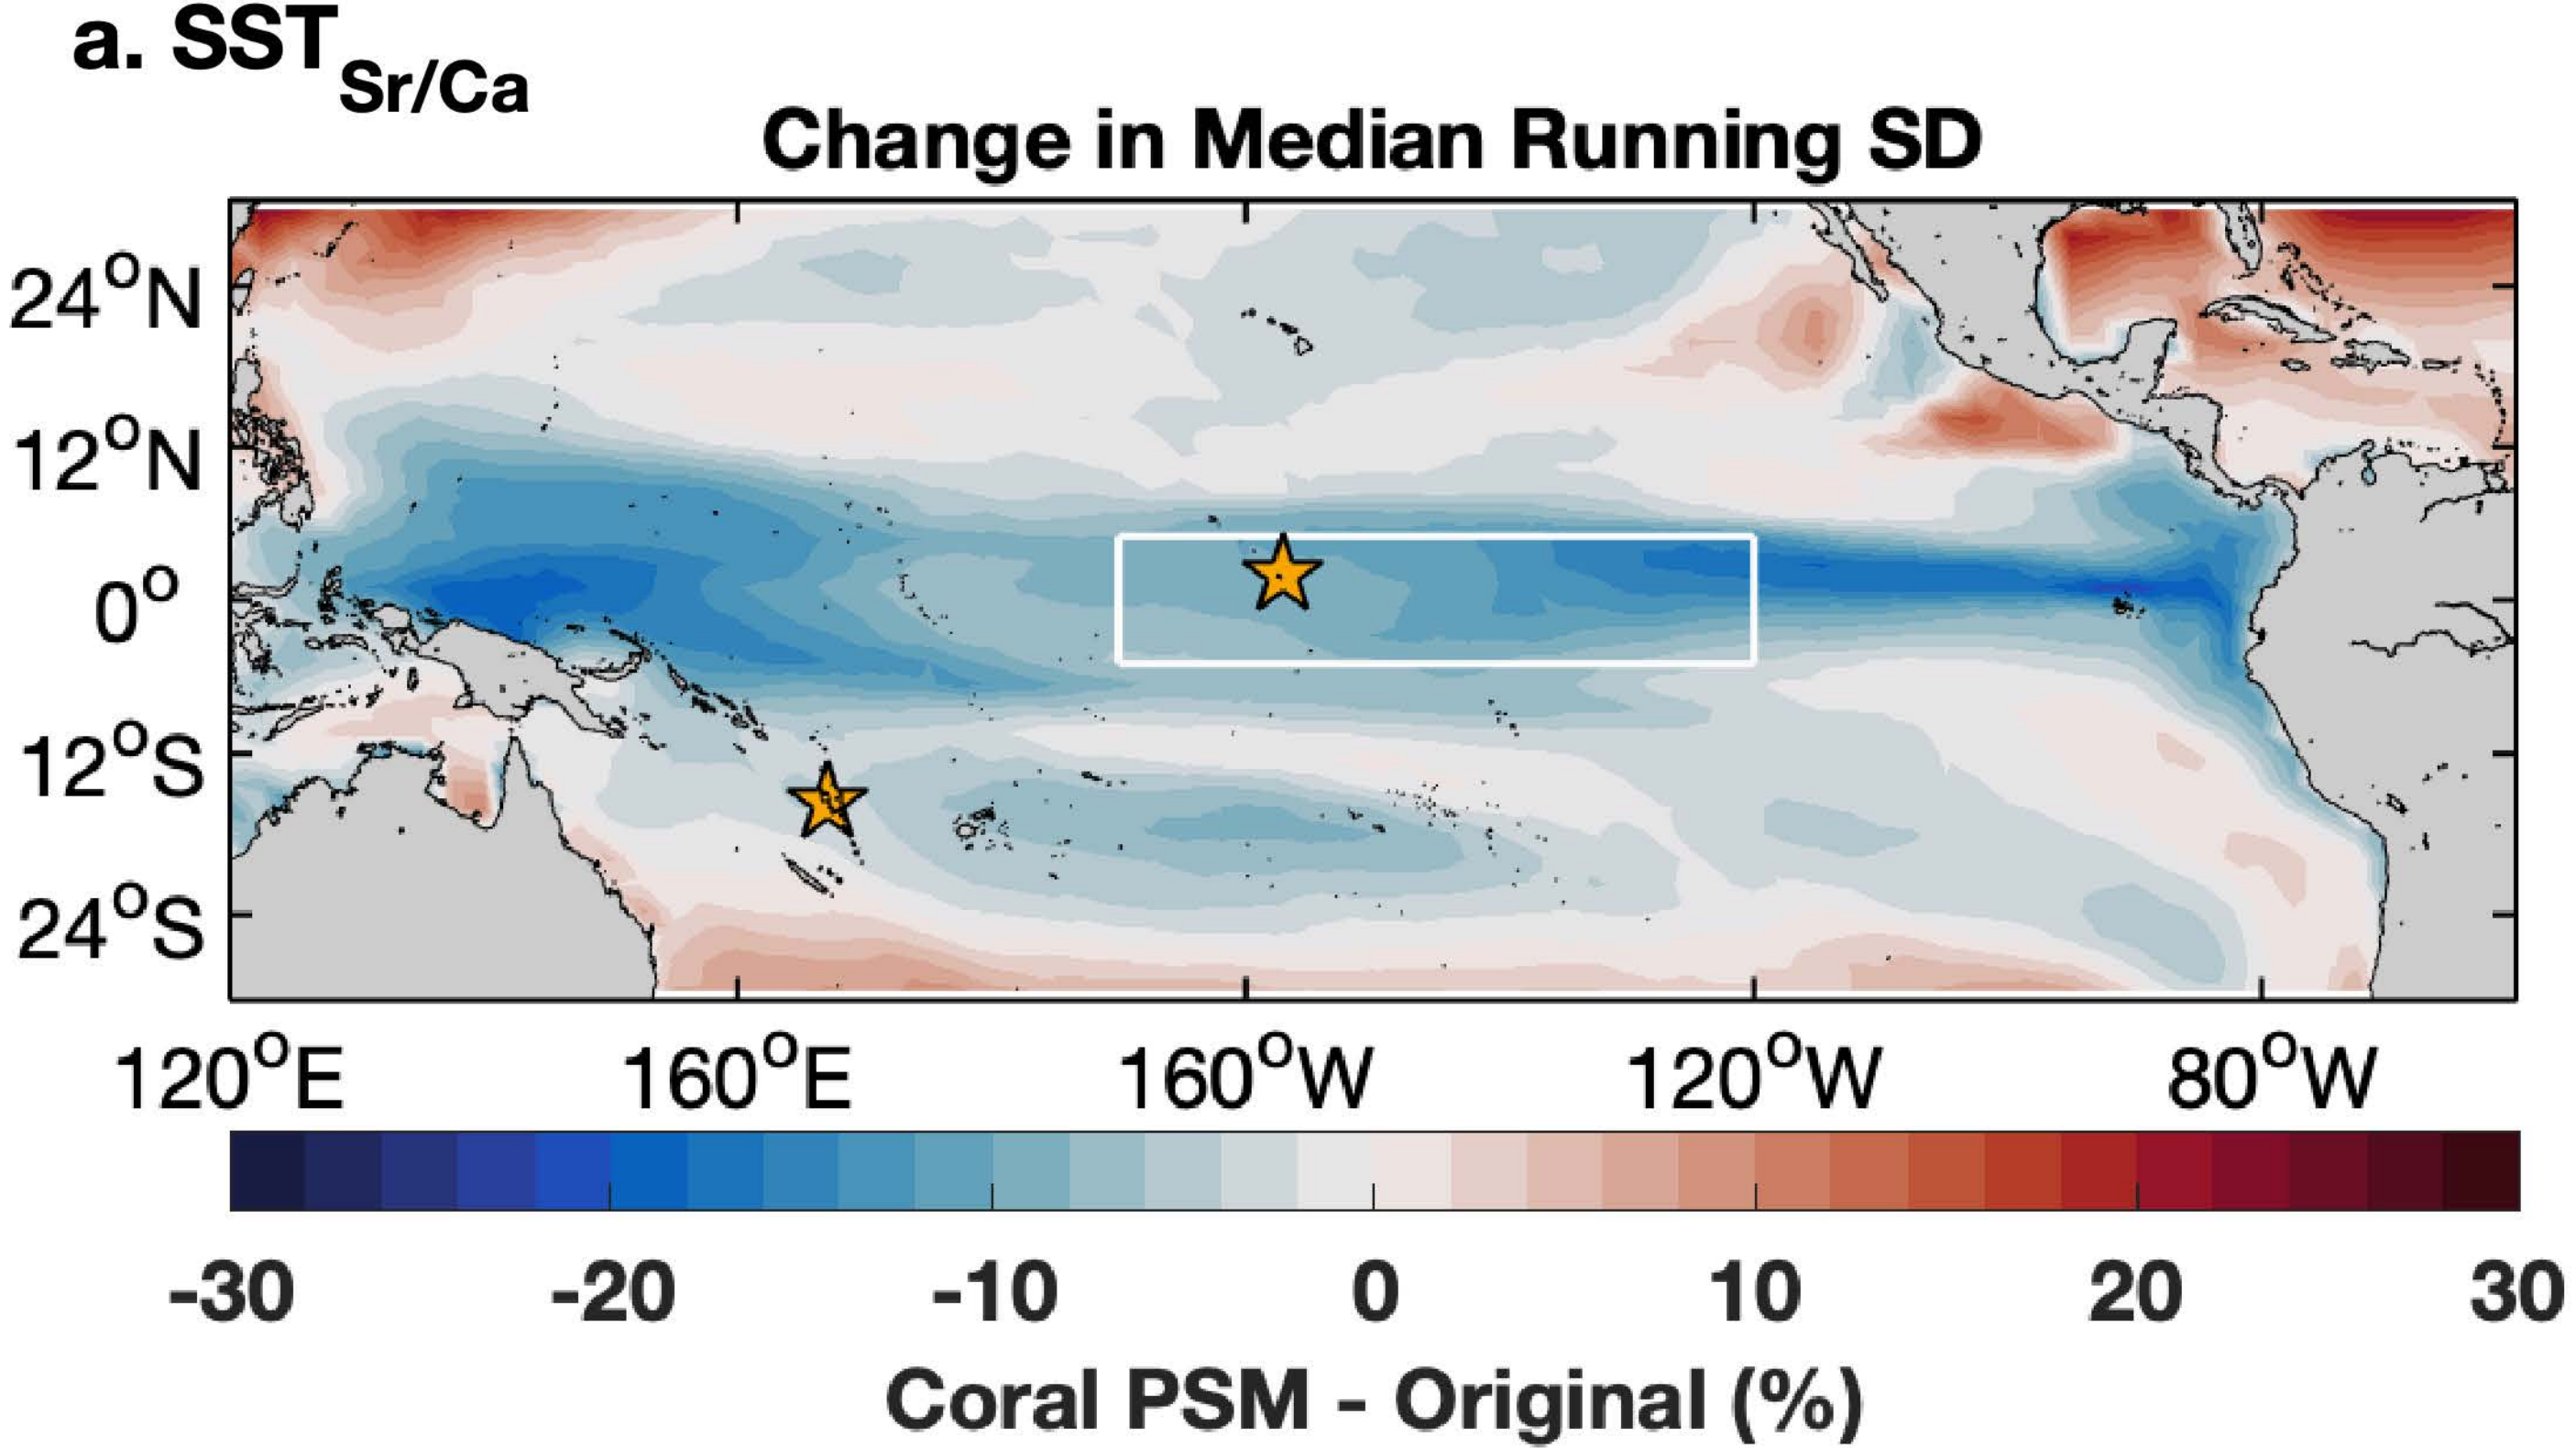 a. SST Sr/Ca
Change in Median Running SD
24°N
12°N
0°
12°S
24°S
120°E 160°E 160°W 120°W 80°W
-30 -20 -10 0 10 20 30
Coral PSM - Original (%)